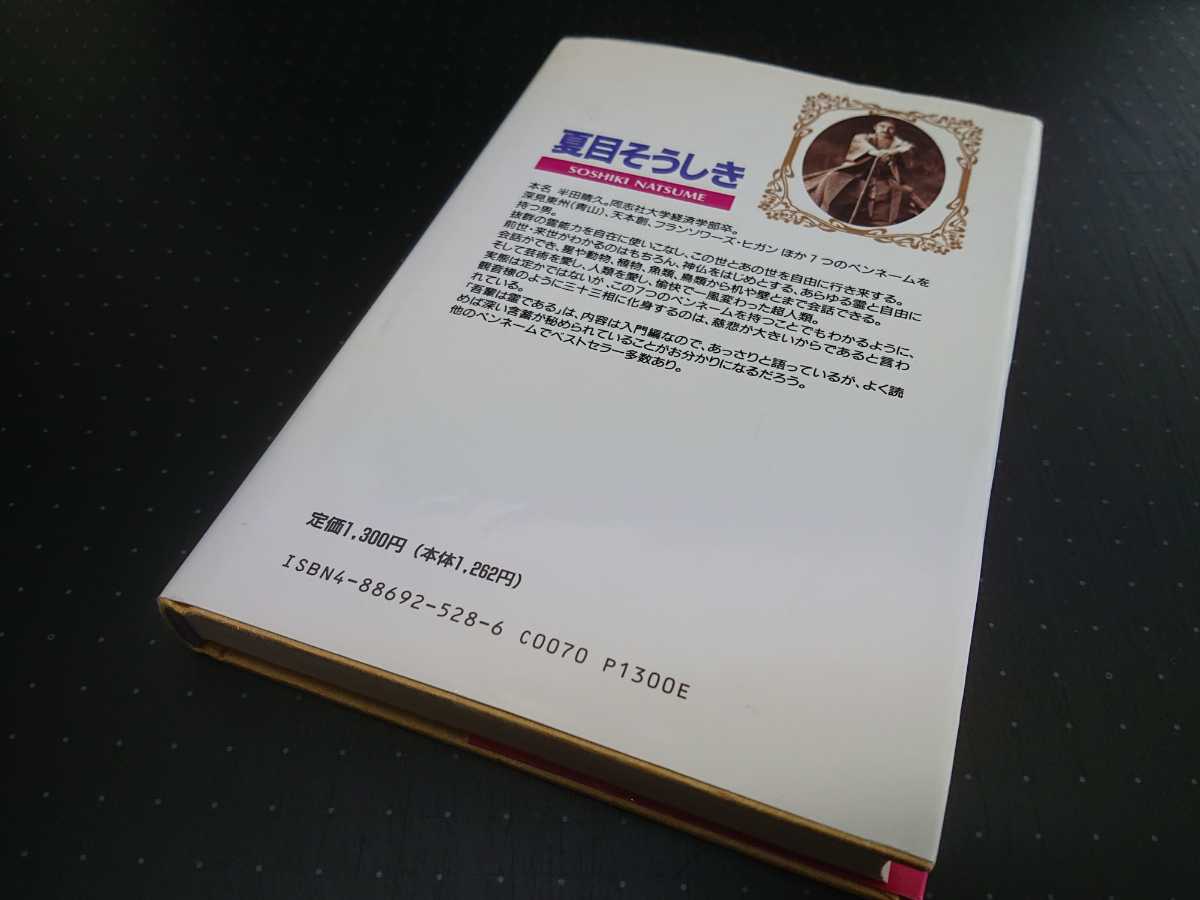 夏目そうしき
SOSHIKI NATSUME
本名 半田晴久。同志社大学経済学部卒。
深見東州(青山)、天本創、フランソワーズ・ヒガン ほか7つのペンネームを
持つ男。
抜群の霊能力を自在に使いこなし、この世とあの世を自由に行き来する。
前世・来世がわかるのはもちろん、神仏をはじめとする、あらゆる霊と自由に
会話ができ、星や動物、植物、魚類、鳥類から机や壁とまで会話できる。
そして芸術を愛し、人類を愛し、愉快で一風変わった超人類。
実態は定かではないが、この7つのペンネームを持つことでもわかるように、
観音様のように三十三相に化身するのは、慈悲が大きいからであると言わ
れている。
「吾輩は霊である」は、内容は入門編なので、あっさりと語っているが、よく読
めば深い含蓄が秘められていることがお分かりになるだろう。
他のペンネームでベストセラー多数あり。
定価1,300円(本体1,262円)
ISBN4-88692-528-6 C0070 P1300E